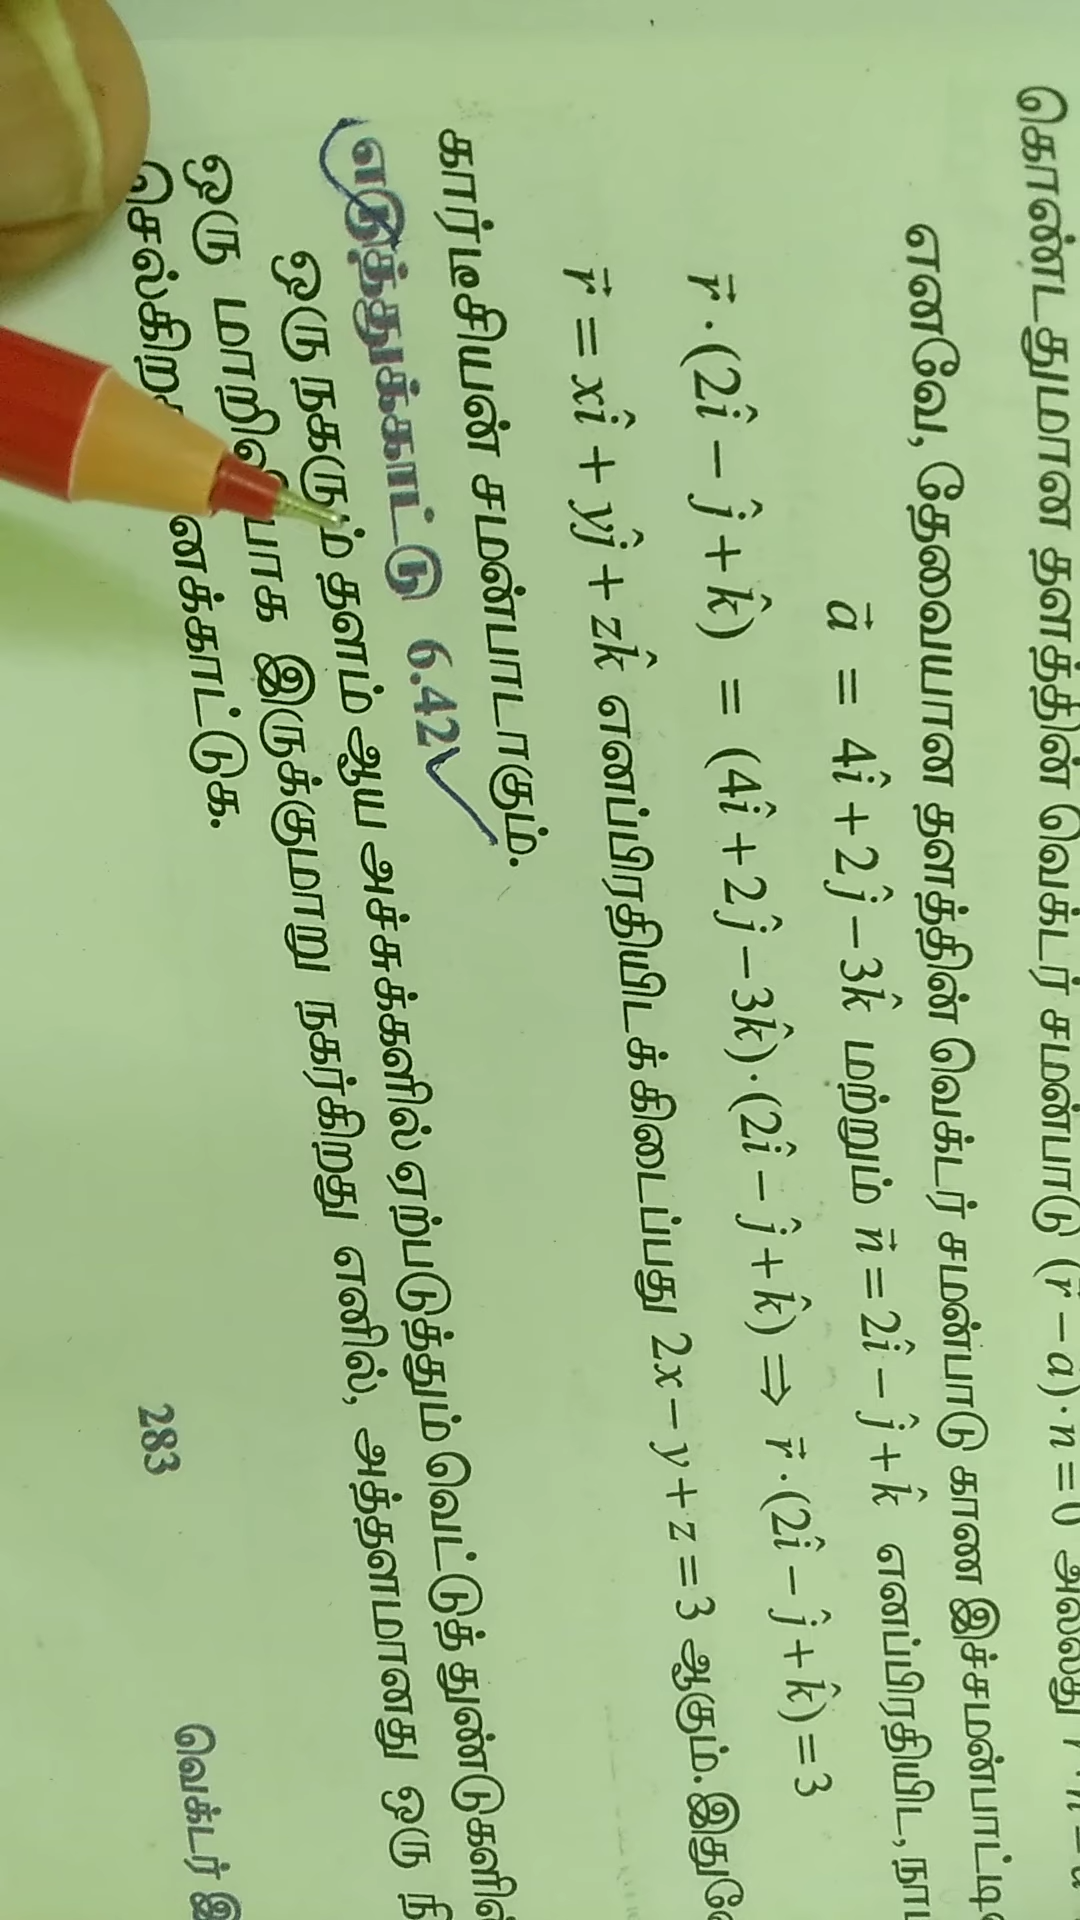 கொண்டதுமான தளத்தின் வெக்டர் சமன்பாடு (r⃗ − a) · n = 0 அல்லது
எனவே, தேவையான தளத்தின் வெக்டர் சமன்பாடு காண இச்சமன்பாட்டி
a⃗ = 4î + 2ĵ − 3k̂ மற்றும் n⃗ = 2î − ĵ + k̂ எனப்பிரதியிட, நாம
r⃗ · (2î − ĵ + k̂) = (4î + 2ĵ − 3k̂) · (2î − ĵ + k̂) ⇒ r⃗ · (2î − ĵ + k̂) = 3
r⃗ = xî + yĵ + zk̂ எனப்பிரதியிடக்கிடைப்பது 2x − y + z = 3 ஆகும். இதுவே
கார்டீசியன் சமன்பாடாகும்.
எடுத்துக்காட்டு 6.42
ஒரு நகரும் தளம் ஆய அச்சுக்களில் ஏற்படுத்தும் வெட்டுத் துண்டுகளின்
ஒரு மாறிலியாக இருக்குமாறு நகர்கிறது எனில், அத்தளமானது ஒரு நி
னக்காட்டுக.
283
வெக்டர் இ